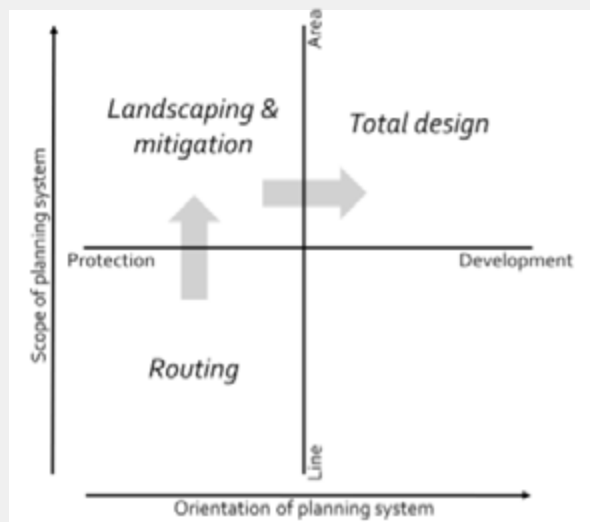 Area
Landscaping &
mitigation
Total design
Scope of planning system
Protection
Development
Routing
Line
Orientation of planning system